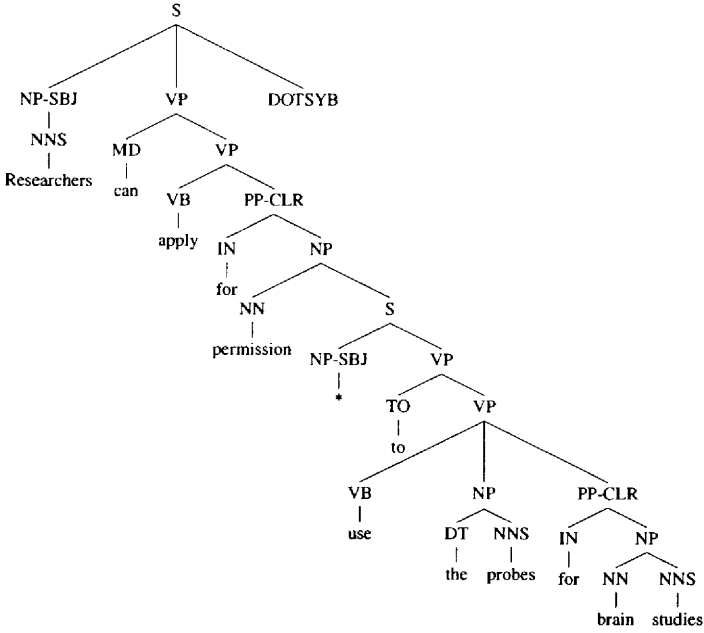 S
NP-SBJ VP DOTSYB
NNS MD VP
Researchers can VB PP-CLR
apply IN NP
for NN S
permission NP-SBJ VP
* TO VP
to
VB NP PP-CLR
use DT NNS IN NP
the probes for NN NNS
brain studies